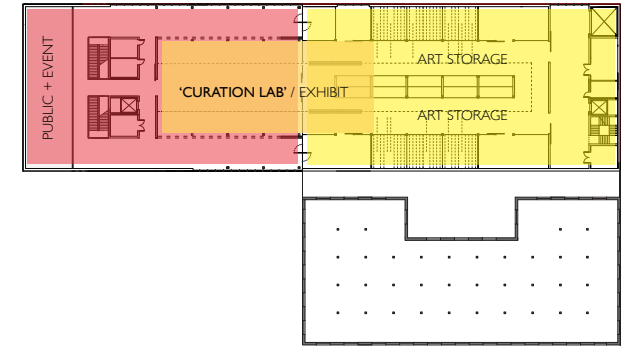 PUBLIC + EVENT
'CURATION LAB' / EXHIBIT
ART STORAGE
ART STORAGE